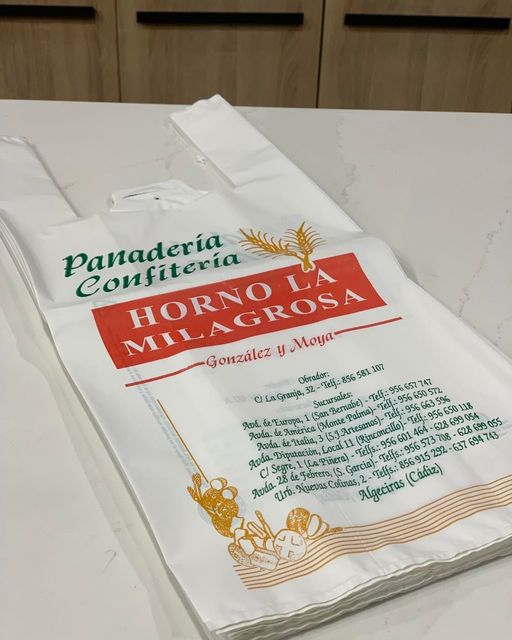 Panadería
Confitería
HORNO LA
MILAGROSA
González y Moya
Obrador:
C/ La Granja, 32 - Telf.: 856 581 107
Sucursales:
Avd. de Europa, 1 (San Bernabe) - Telf.: 956 657 747
Avda. de América (Monte Palma) - Telf.: 956 650 572
Avda. de Italia, 3 (S.J.Artesanos) - Telf.: 956 663 596
Avda. Diputación, Local 11 (Rinconcillo) - Telf.: 956 650 118
C/ Segre, 1 (La Piñera) - Telfs.: 956 601 464 - 628 699 054
Avda. 28 de Febrero, (S. García) - Telfs.: 956 573 708 - 628 699 055
Urb. Nuevas Colinas, 2 - Telfs.: 856 915 292 - 637 694 743
Algeciras (Cádiz)